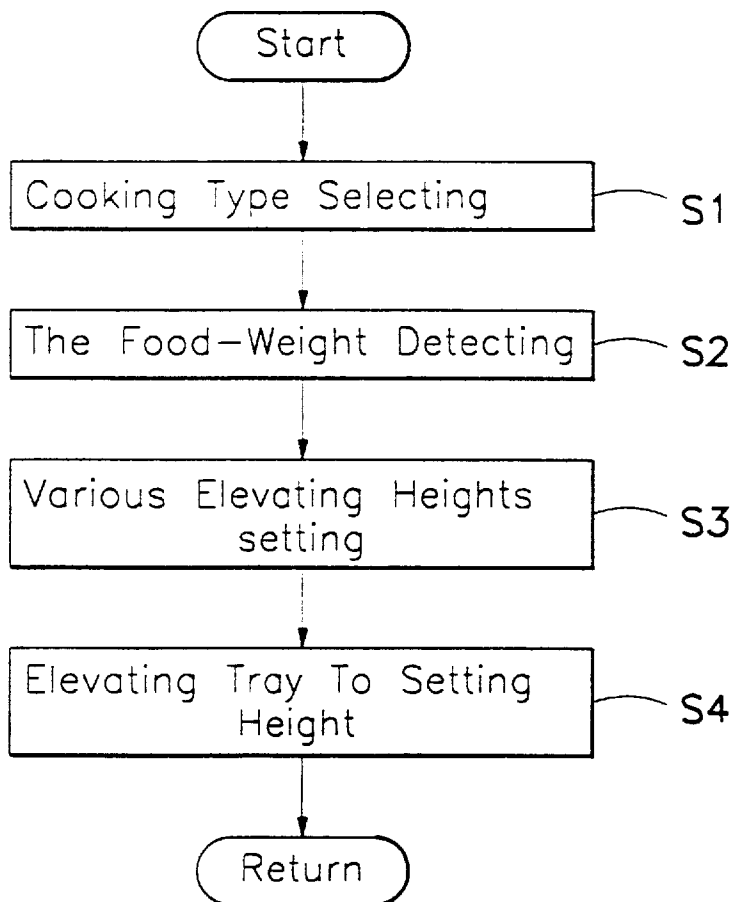 Start
Cooking Type Selecting
S1
The Food-Weight Detecting
S2
Various Elevating Heights
setting
S3
Elevating Tray To Setting
Height
S4
Return